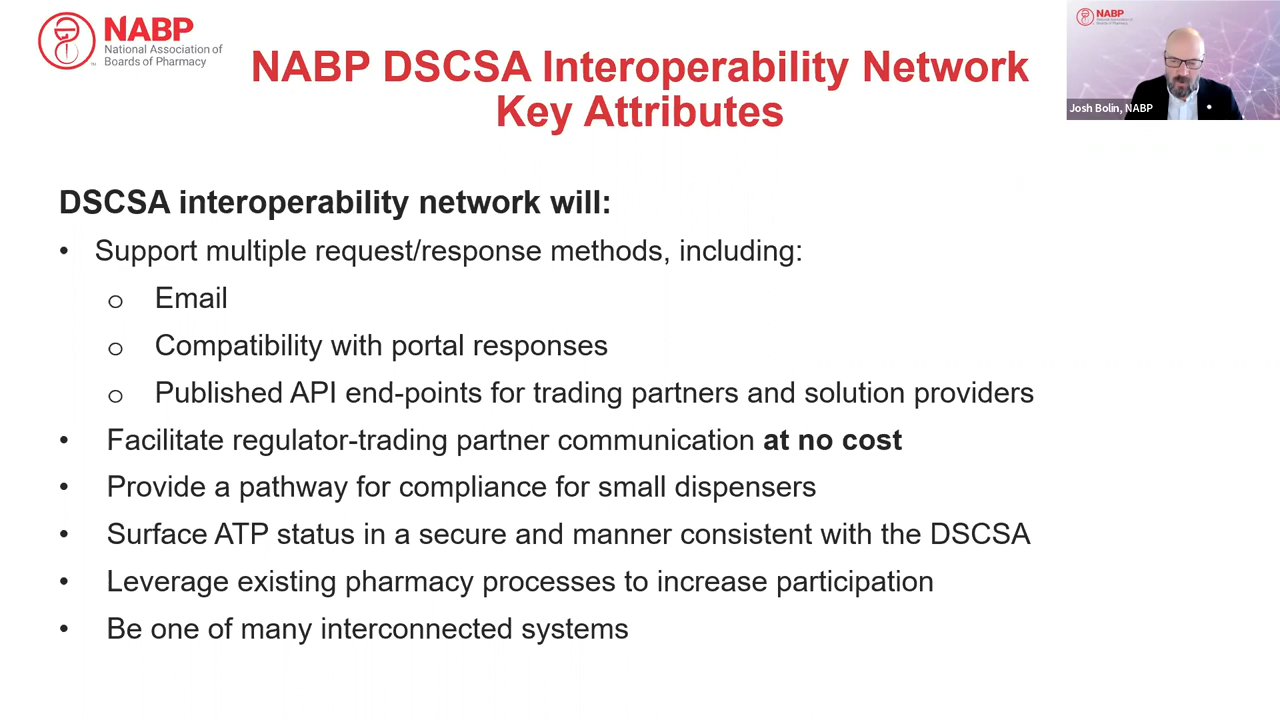 NABP
National Association of
Boards of Pharmacy
NABP DSCSA Interoperability Network
Key Attributes
NABP
Josh Bolin, NABP
DSCSA interoperability network will:
• Support multiple request/response methods, including:
o Email
o Compatibility with portal responses
o Published API end-points for trading partners and solution providers
• Facilitate regulator-trading partner communication at no cost
• Provide a pathway for compliance for small dispensers
• Surface ATP status in a secure and manner consistent with the DSCSA
• Leverage existing pharmacy processes to increase participation
• Be one of many interconnected systems